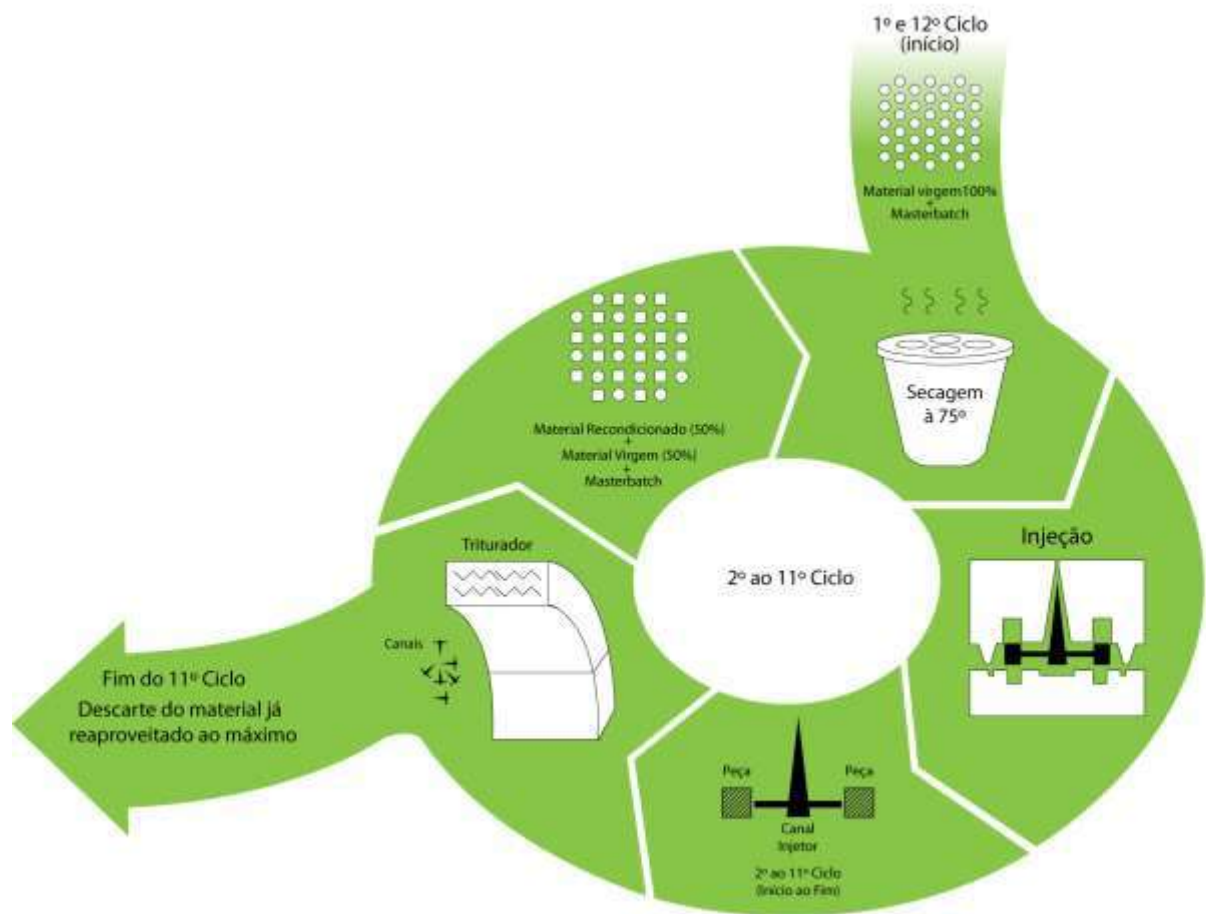 1º e 12º Ciclo
(início)
Material virgem100%
+
Masterbatch
Secagem
à 75º
Injeção
Peça
Peça
Canal
Injetor
2º ao 11º Ciclo
(Início ao Fim)
Triturador
Canais
Material Recondicionado (50%)
+
Material Virgem (50%)
+
Masterbatch
2º ao 11º Ciclo
Fim do 11º Ciclo
Descarte do material já
reaproveitado ao máximo